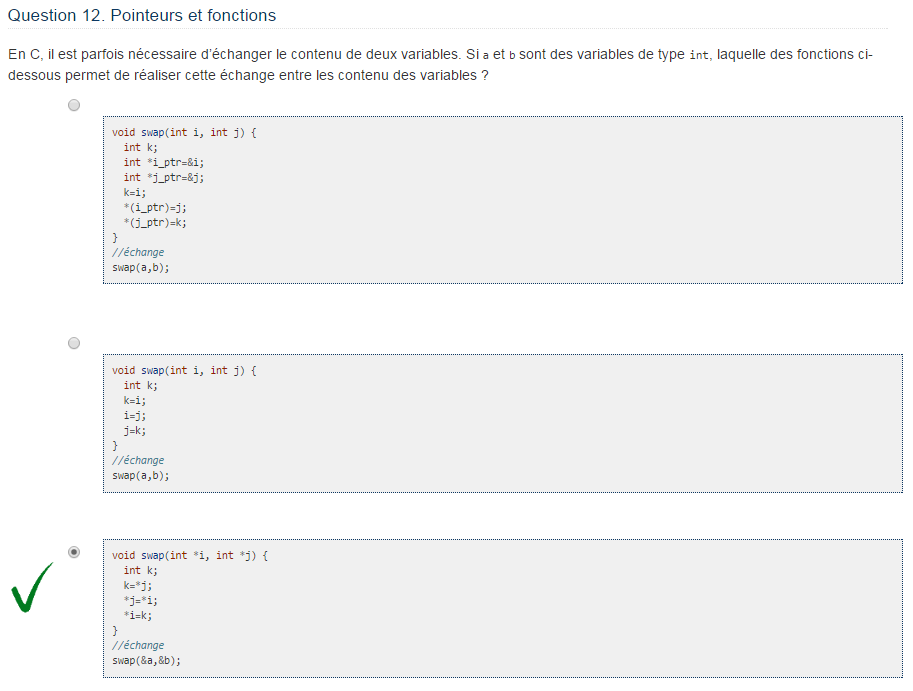 Question 12. Pointeurs et fonctions
En C, il est parfois nécessaire d'échanger le contenu de deux variables. Si a et b sont des variables de type int, laquelle des fonctions ci-
dessous permet de réaliser cette échange entre les contenu des variables ?
void swap(int i, int j) {
  int k;
  int *i_ptr=&i;
  int *j_ptr=&j;
  k=i;
  *(i_ptr)=j;
  *(j_ptr)=k;
}
//échange
swap(a,b);
void swap(int i, int j) {
  int k;
  k=i;
  i=j;
  j=k;
}
//échange
swap(a,b);
void swap(int *i, int *j) {
  int k;
  k=*j;
  *j=*i;
  *i=k;
}
//échange
swap(&a,&b);